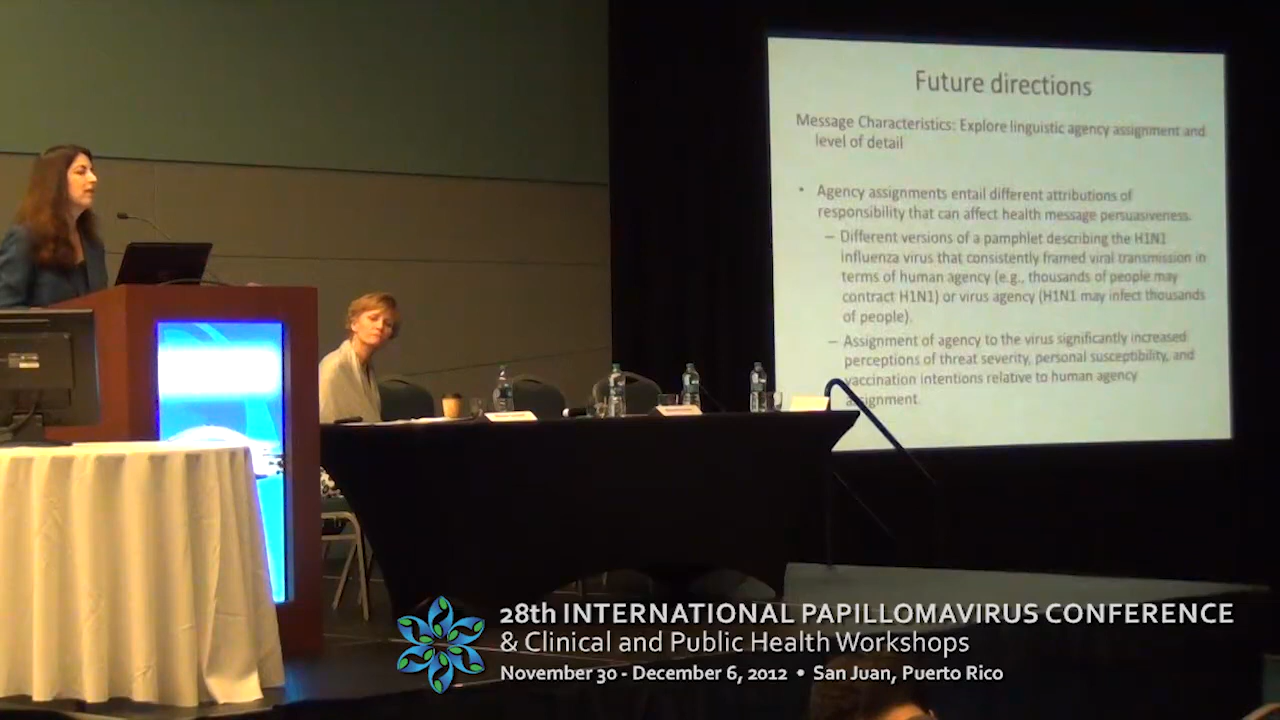 Future directions
Message Characteristics: Explore linguistic agency assignment and
level of detail
• Agency assignments entail different attributions of
responsibility that can affect health message persuasiveness.
– Different versions of a pamphlet describing the H1N1
influenza virus that consistently framed viral transmission in
terms of human agency (e.g., thousands of people may
contract H1N1) or virus agency (H1N1 may infect thousands
of people).
– Assignment of agency to the virus significantly increased
perceptions of threat severity, personal susceptibility, and
vaccination intentions relative to human agency
assignment.
28th INTERNATIONAL PAPILLOMAVIRUS CONFERENCE
& Clinical and Public Health Workshops
November 30 - December 6, 2012 • San Juan, Puerto Rico